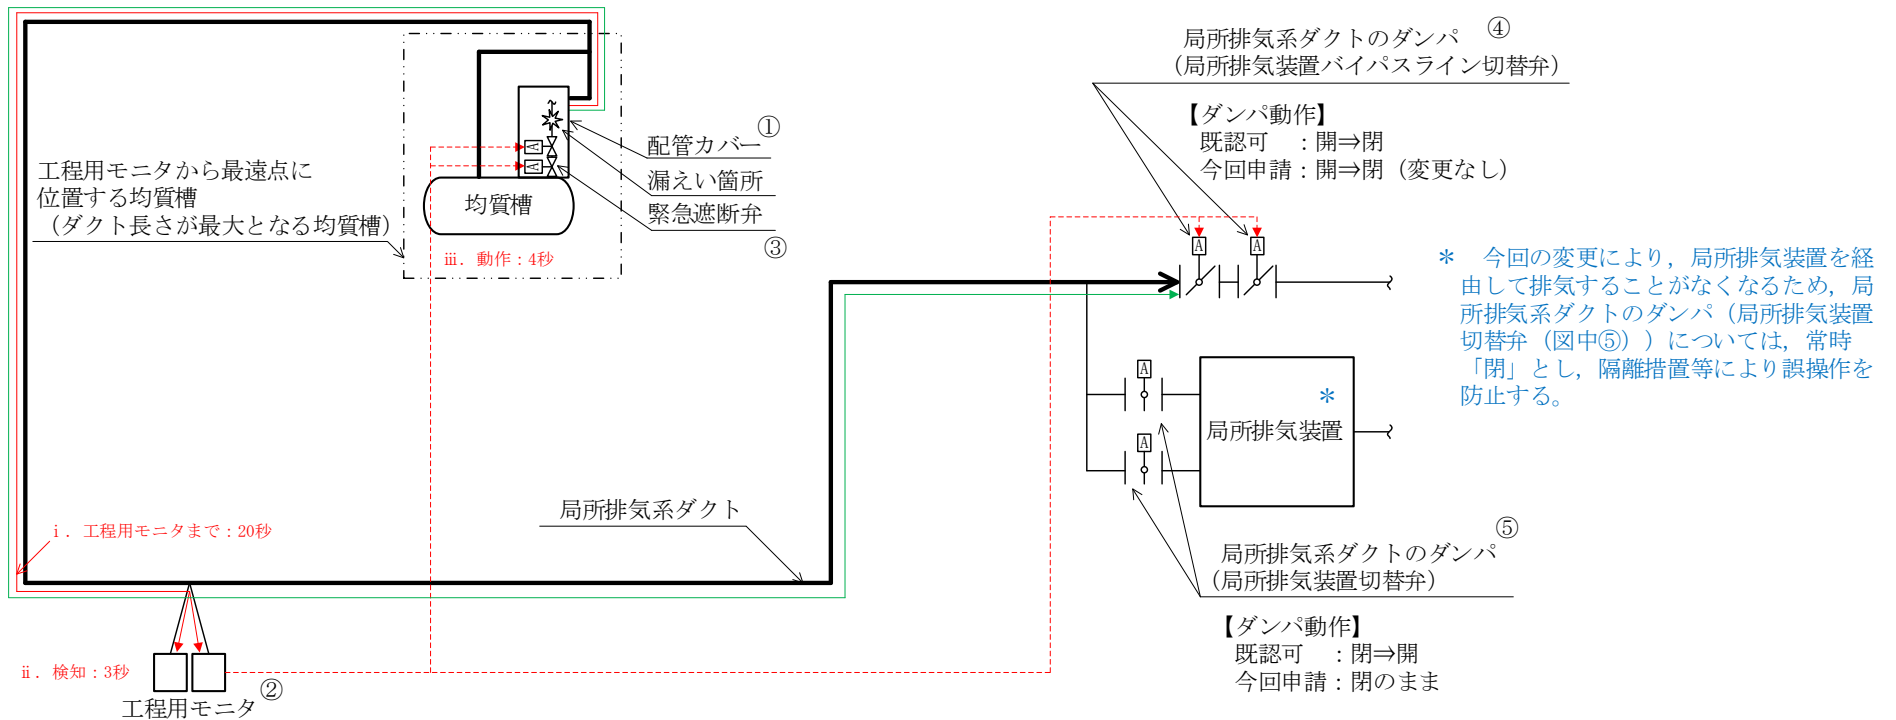 局所排気系ダクトのダンパ ④
（局所排気装置バイパスライン切替弁）
【ダンパ動作】
既認可　：開⇒閉
今回申請：開⇒閉（変更なし）
①
配管カバー
漏えい箇所
緊急遮断弁
③
工程用モニタから最遠点に
位置する均質槽
（ダクト長さが最大となる均質槽）
A
A
均質槽
ⅲ．動作：4秒
A
A
＊　今回の変更により，局所排気装置を経
由して排気することがなくなるため，局
所排気系ダクトのダンパ（局所排気装置
切替弁（図中⑤））については，常時
「閉」とし，隔離措置等により誤操作を
防止する。
A
A
＊
局所排気装置
局所排気系ダクト
ⅰ．工程用モニタまで：20秒
⑤
局所排気系ダクトのダンパ
（局所排気装置切替弁）
【ダンパ動作】
既認可　：閉⇒開
今回申請：閉のまま
ⅱ．検知：3秒
②
工程用モニタ